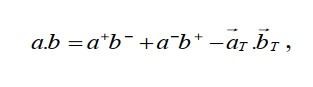 a.b = a⁺b⁻ + a⁻b⁺ − a⃗_T.b⃗_T ,